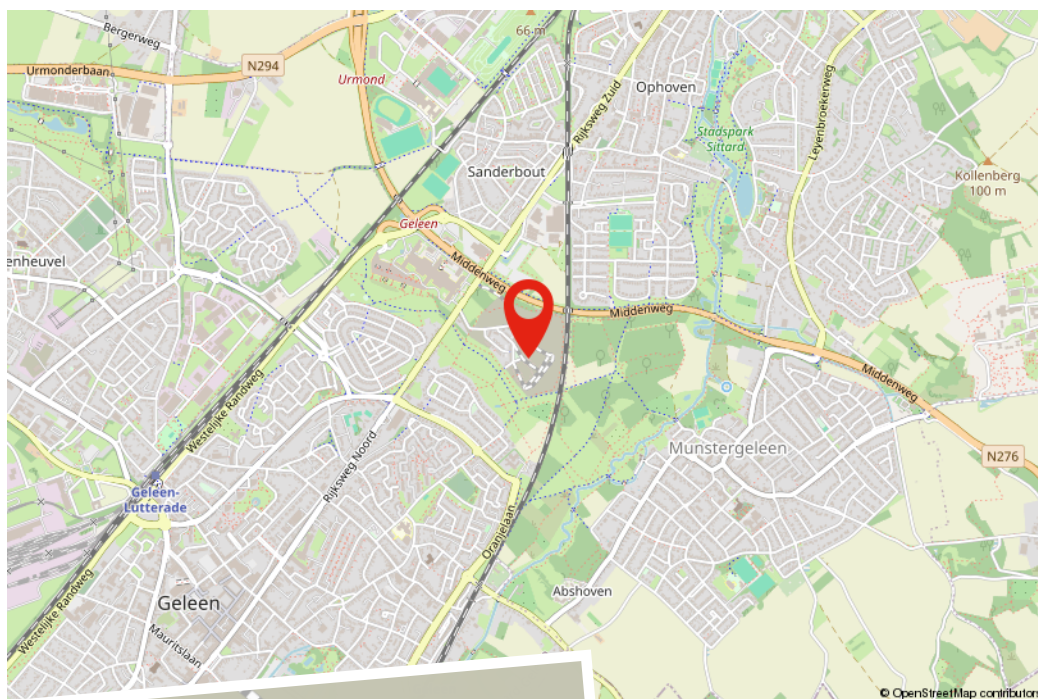 66 m
Bergerweg
N294
Urmonderbaan
Urmond
Ophoven
Rijksweg Zuid
Leyenbroekerweg
Stadspark
Sittard
Sanderbout
Kollenberg
100 m
Geleen
enheuvel
Middenweg
Middenweg
Middenweg
Westelijke Randweg
Munstergeleen
N276
Rijksweg Noord
Geleen-
Lutterade
Oranjelaan
Abshoven
Westelijke Randweg
Geleen
Mauritslaan
© OpenStreetMap contributors